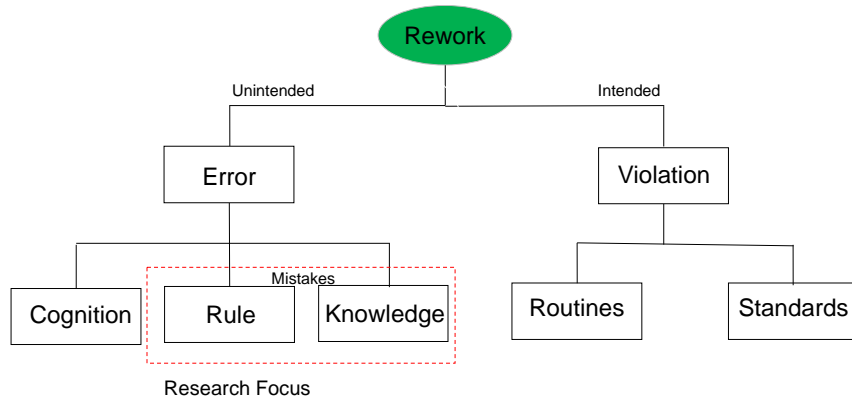 Rework
Unintended
Intended
Error
Violation
Mistakes
Cognition
Rule
Knowledge
Routines
Standards
Research Focus